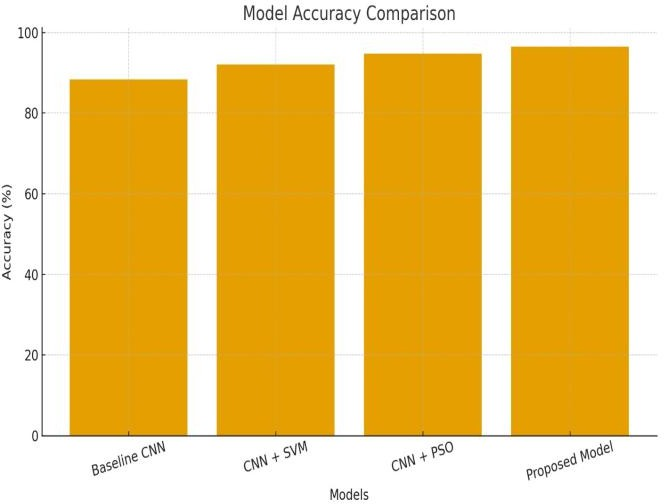 Model Accuracy Comparison
100
80
60
40
20
0
Accuracy (%)
Baseline CNN
CNN + SVM
CNN + PSO
Proposed Model
Models